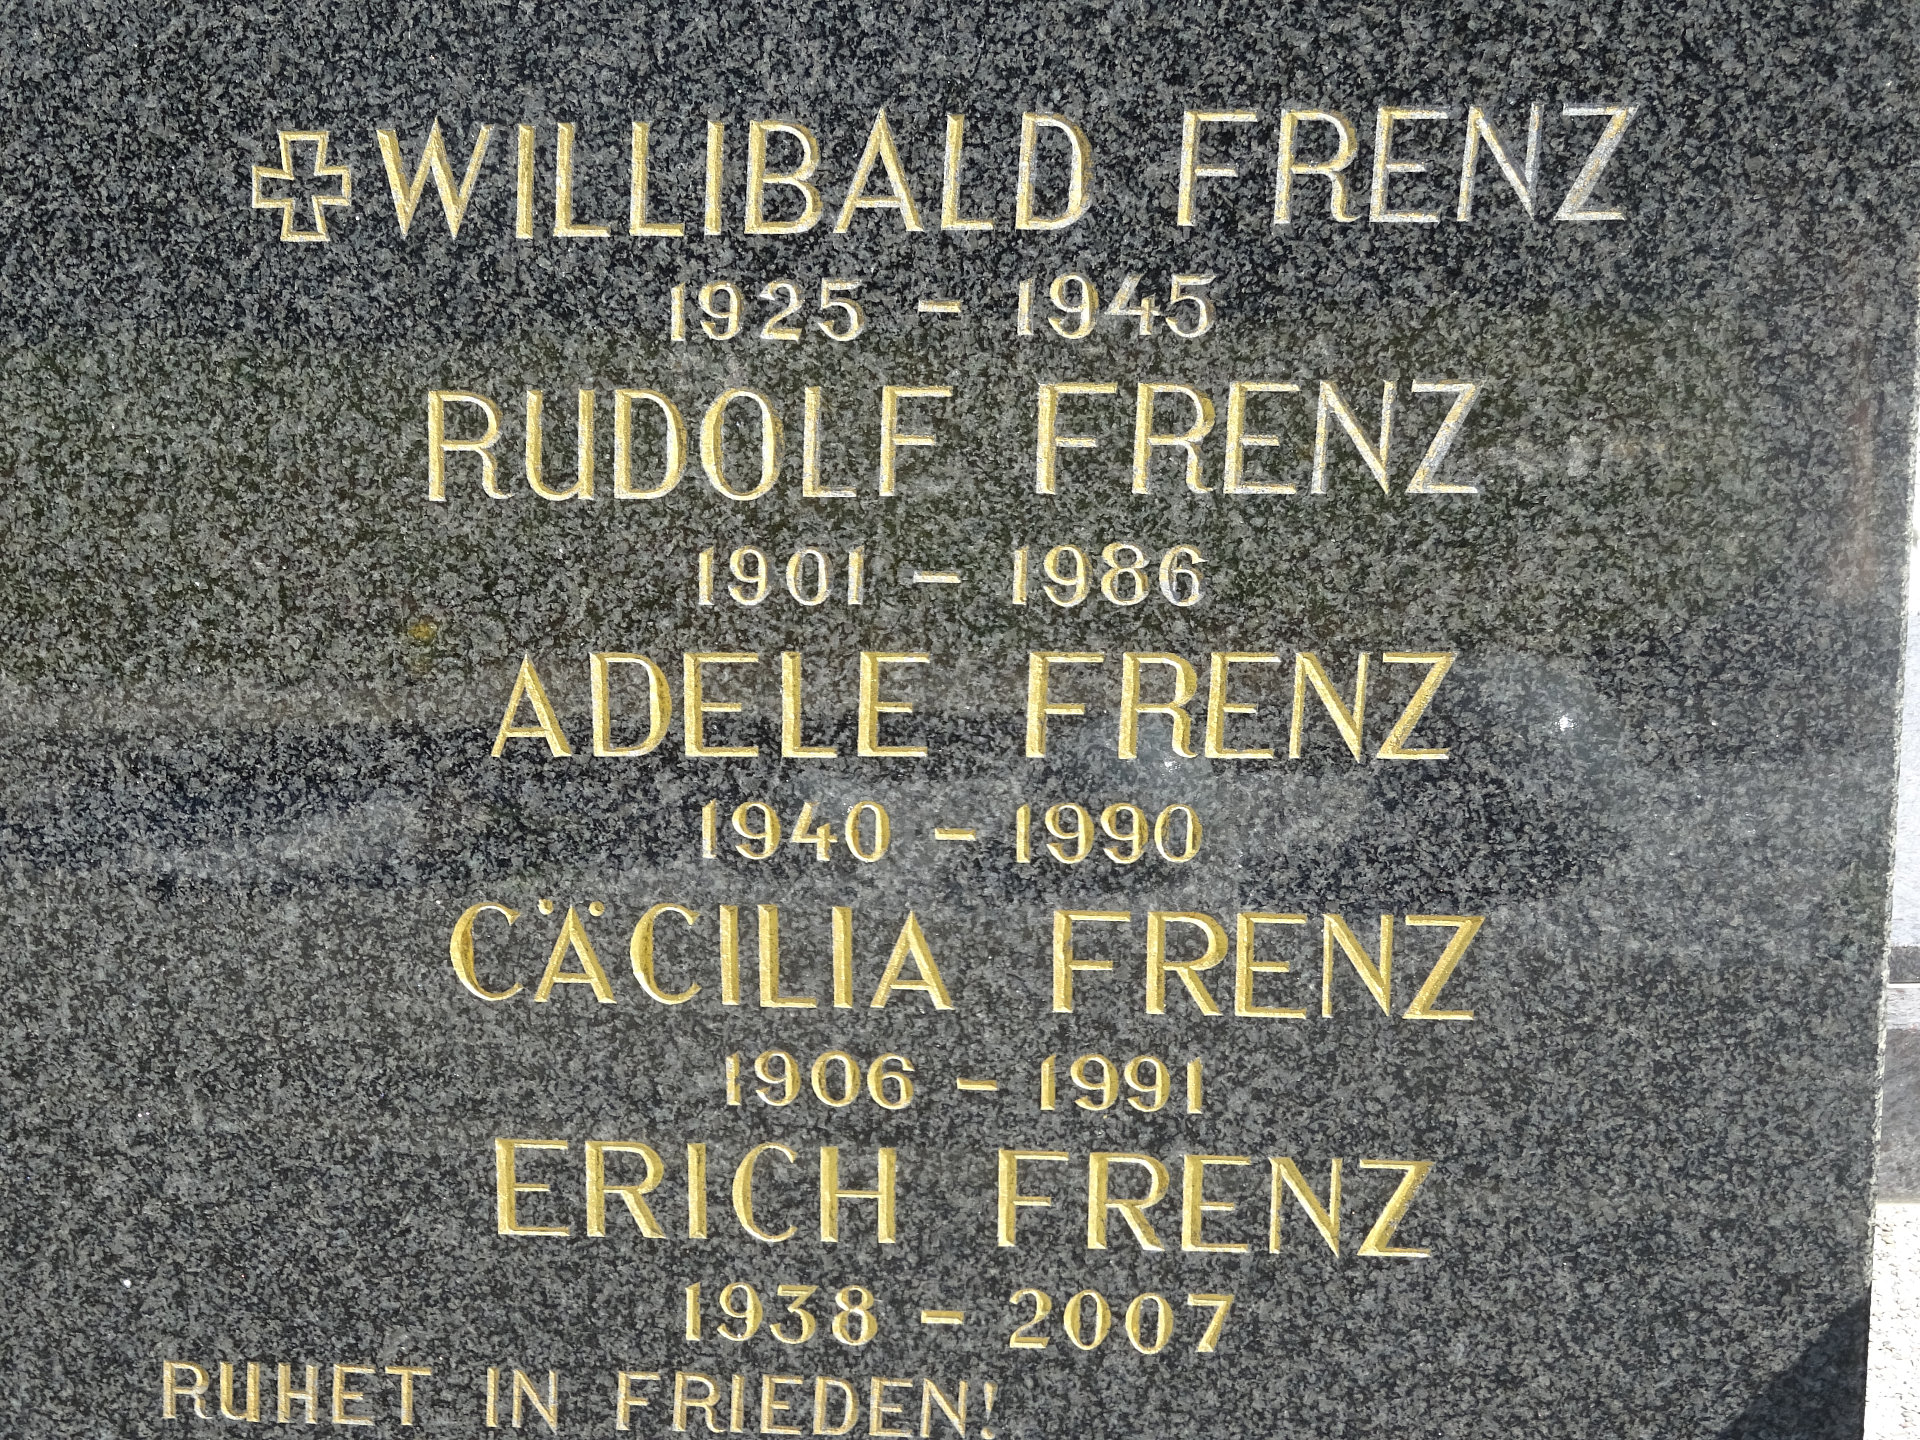 WILLIBALD FRENZ
1925 – 1945
RUDOLF FRENZ
1901 – 1986
ADELE FRENZ
1940 – 1990
CÄCILIA FRENZ
1906 – 1991
ERICH FRENZ
1938 – 2007
RUHET IN FRIEDEN!